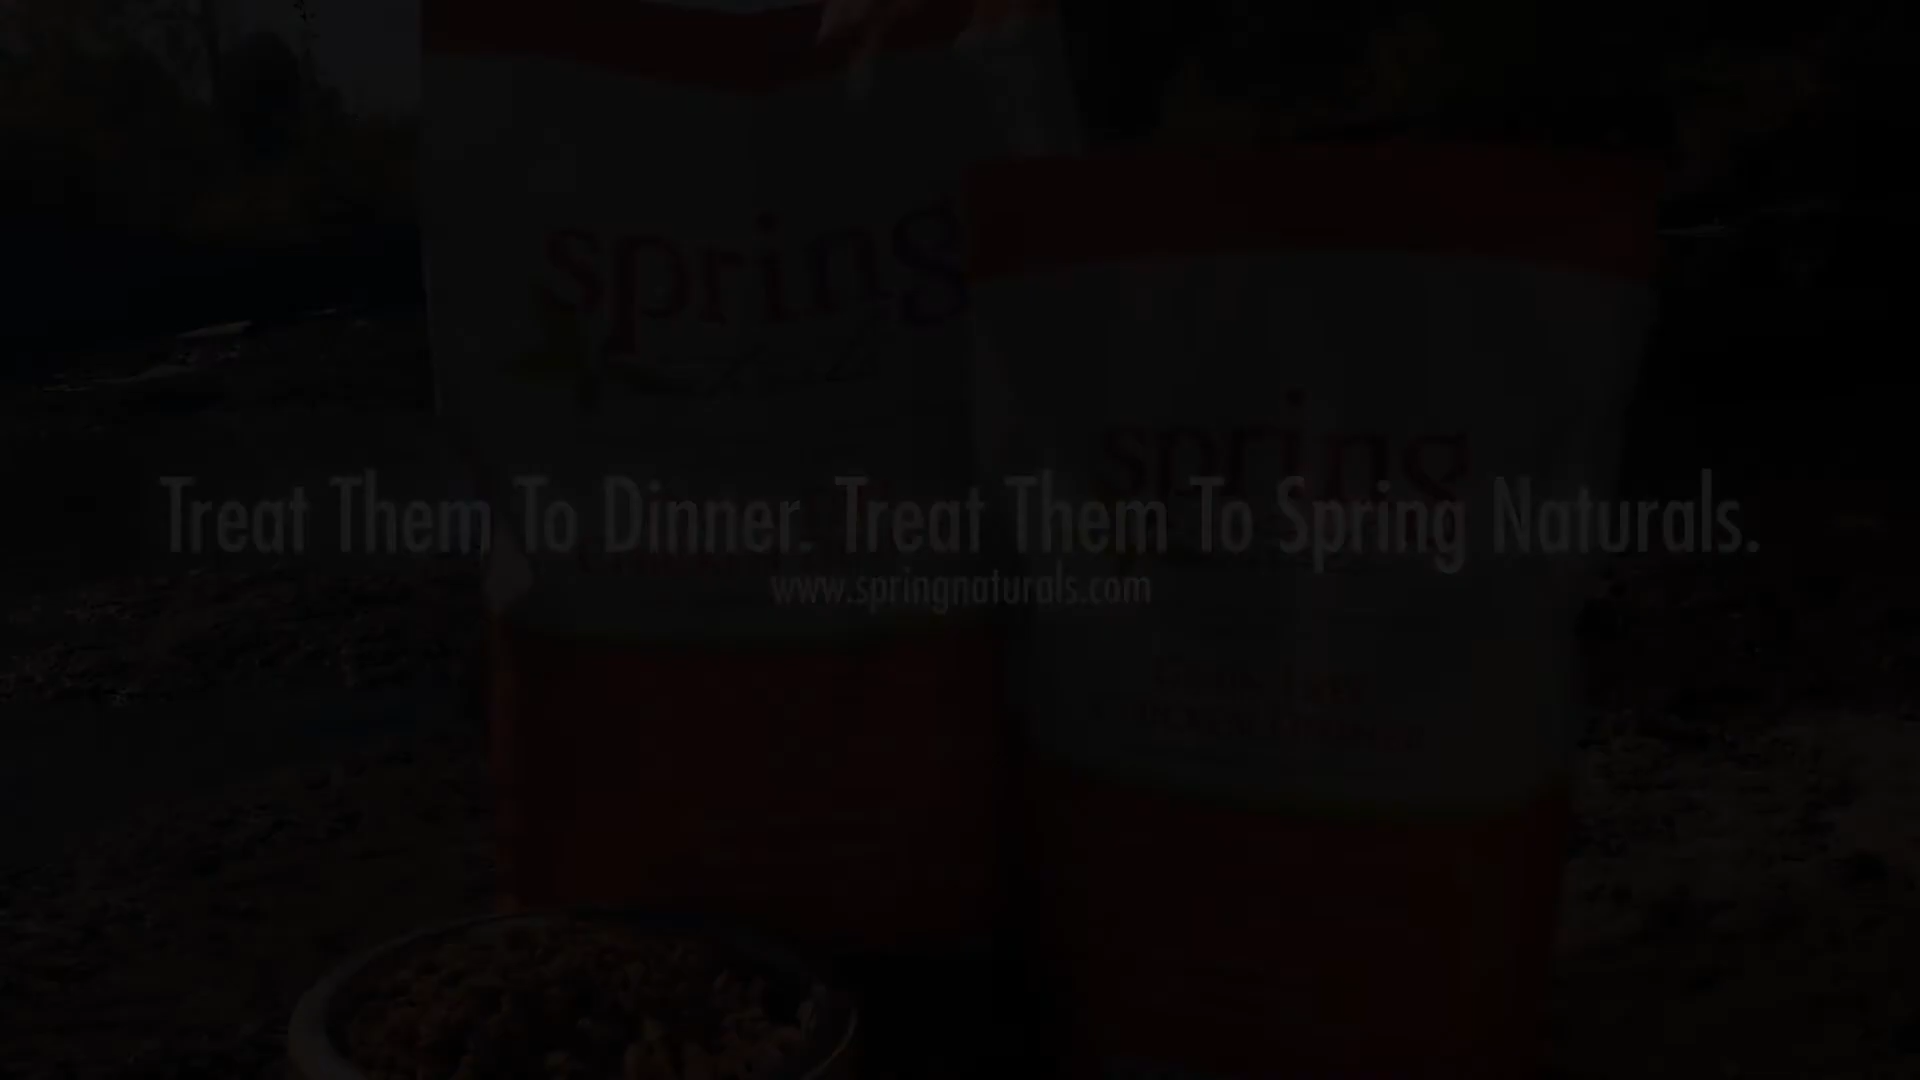 spring
spring
Treat Them To Dinner. Treat Them To Spring Naturals.
www.springnaturals.com